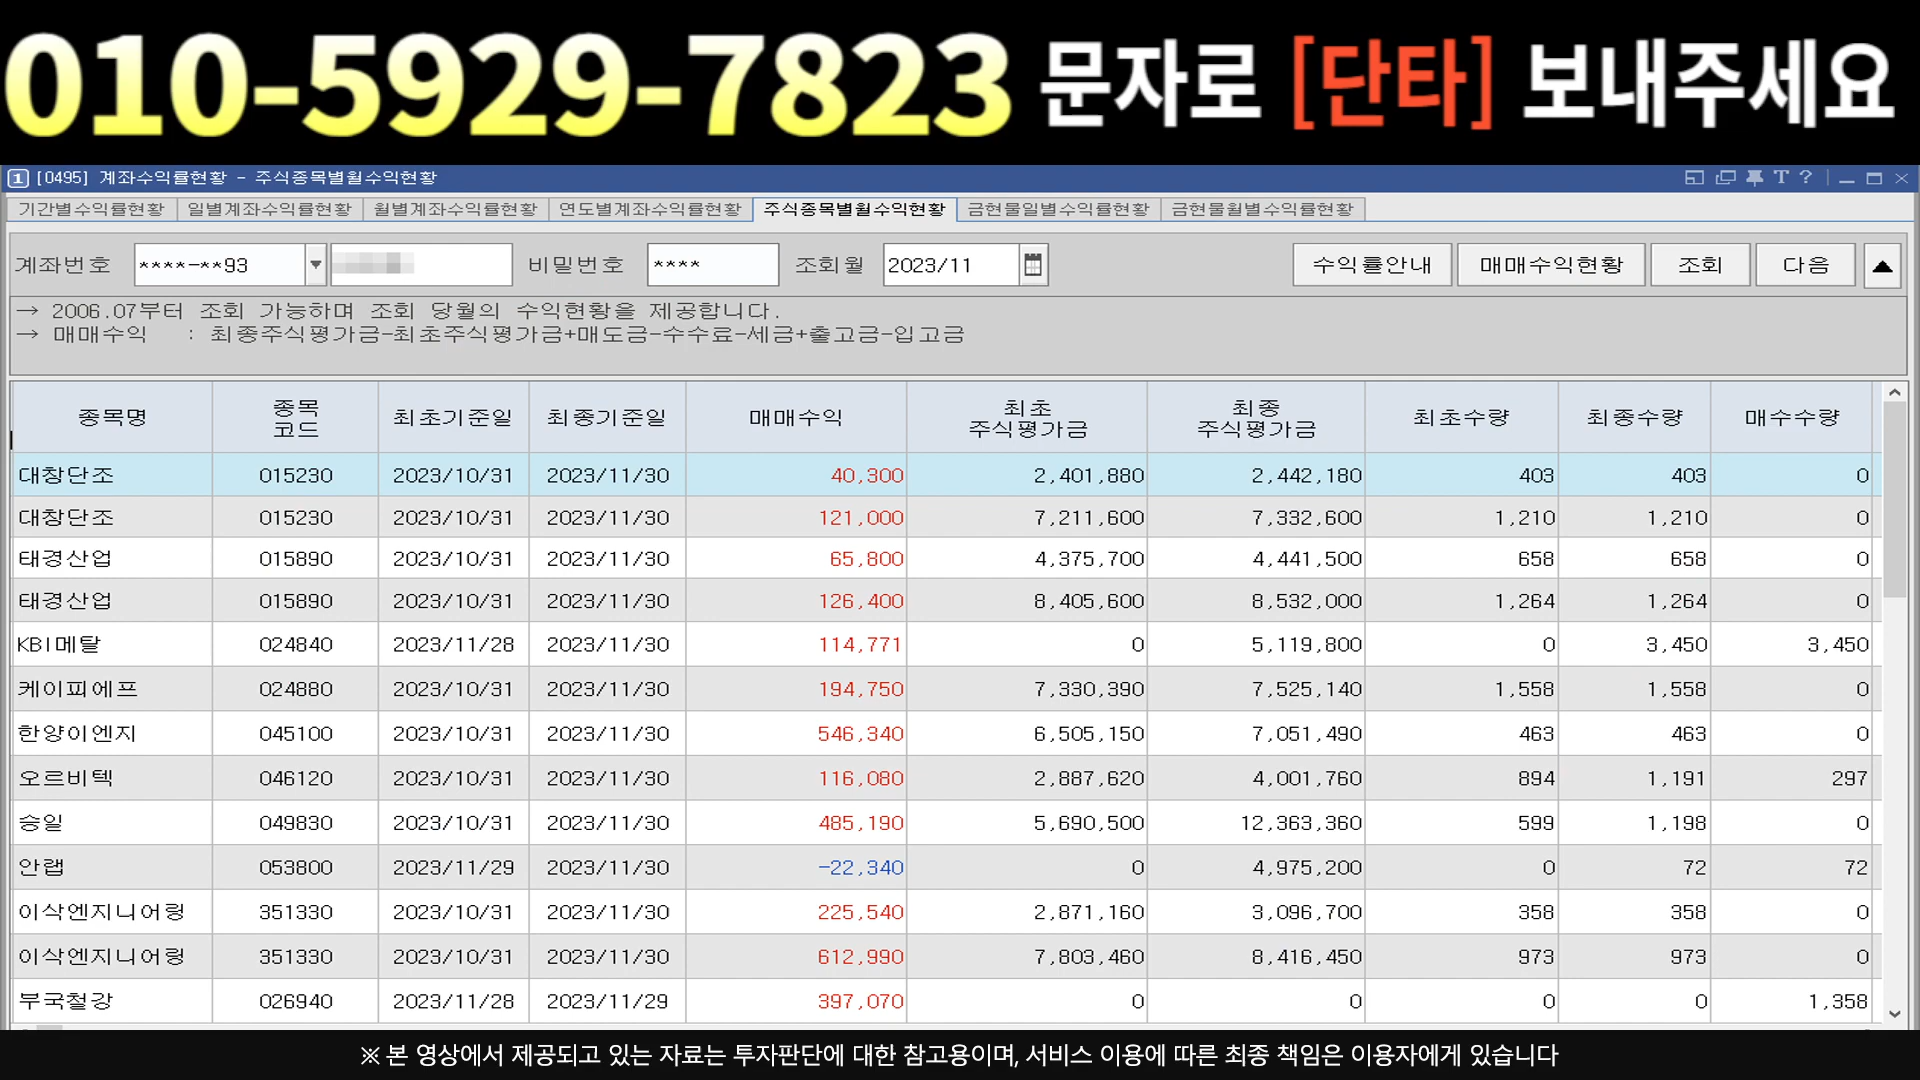 010-5929-7823 문자로 [단타] 보내주세요
1 [0495] 계좌수익률현황 - 주식종목별월수익현황
기간별수익률현황 일별계좌수익률현황 월별계좌수익률현황 연도별계좌수익률현황 주식종목별월수익현황 금현물일별수익률현황 금현물월별수익률현황
계좌번호 ****-**93 비밀번호 **** 조회월 2023/11 수익률안내 매매수익현황 조회 다음
→ 2006.07부터 조회 가능하며 조회 당월의 수익현황을 제공합니다.
→ 매매수익 : 최종주식평가금-최초주식평가금+매도금-수수료-세금+출고금-입고금
종목명 종목코드 최초기준일 최종기준일 매매수익 최초주식평가금 최종주식평가금 최초수량 최종수량 매수수량
대창단조 015230 2023/10/31 2023/11/30 40,300 2,401,880 2,442,180 403 403 0
대창단조 015230 2023/10/31 2023/11/30 121,000 7,211,600 7,332,600 1,210 1,210 0
태경산업 015890 2023/10/31 2023/11/30 65,800 4,375,700 4,441,500 658 658 0
태경산업 015890 2023/10/31 2023/11/30 126,400 8,405,600 8,532,000 1,264 1,264 0
KBI메탈 024840 2023/11/28 2023/11/30 114,771 0 5,119,800 0 3,450 3,450
케이피에프 024880 2023/10/31 2023/11/30 194,750 7,330,390 7,525,140 1,558 1,558 0
한양이엔지 045100 2023/10/31 2023/11/30 546,340 6,505,150 7,051,490 463 463 0
오르비텍 046120 2023/10/31 2023/11/30 116,080 2,887,620 4,001,760 894 1,191 297
승일 049830 2023/10/31 2023/11/30 485,190 5,690,500 12,363,360 599 1,198 0
안랩 053800 2023/11/29 2023/11/30 -22,340 0 4,975,200 0 72 72
이삭엔지니어링 351330 2023/10/31 2023/11/30 225,540 2,871,160 3,096,700 358 358 0
이삭엔지니어링 351330 2023/10/31 2023/11/30 612,990 7,803,460 8,416,450 973 973 0
부국철강 026940 2023/11/28 2023/11/29 397,070 0 0 0 0 1,358
※ 본 영상에서 제공되고 있는 자료는 투자판단에 대한 참고용이며, 서비스 이용에 따른 최종 책임은 이용자에게 있습니다